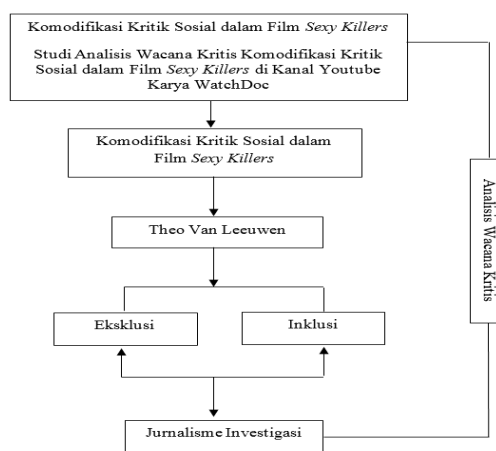 Komodifikasi Kritik Sosial dalam Film Sexy Killers
Studi Analisis Wacana Kritis Komodifikasi Kritik
Sosial dalam Film Sexy Killers di Kanal Youtube
Karya WatchDoc
Komodifikasi Kritik Sosial dalam
Film Sexy Killers
Theo Van Leeuwen
Eksklusi
Inklusi
Jurnalisme Investigasi
Analisis Wacana Kritis